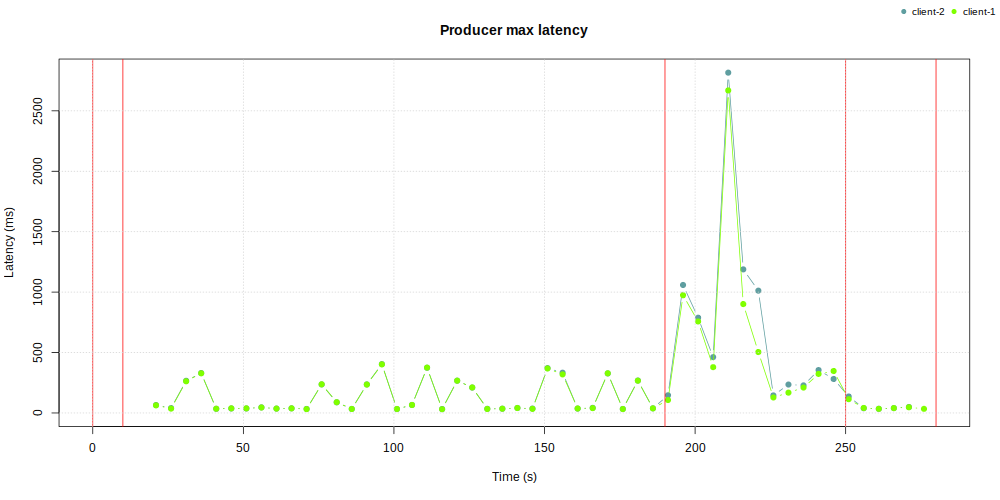 client-2 client-1
Producer max latency
Latency (ms)
2500
2000
1500
1000
500
0
0 50 100 150 200 250
Time (s)